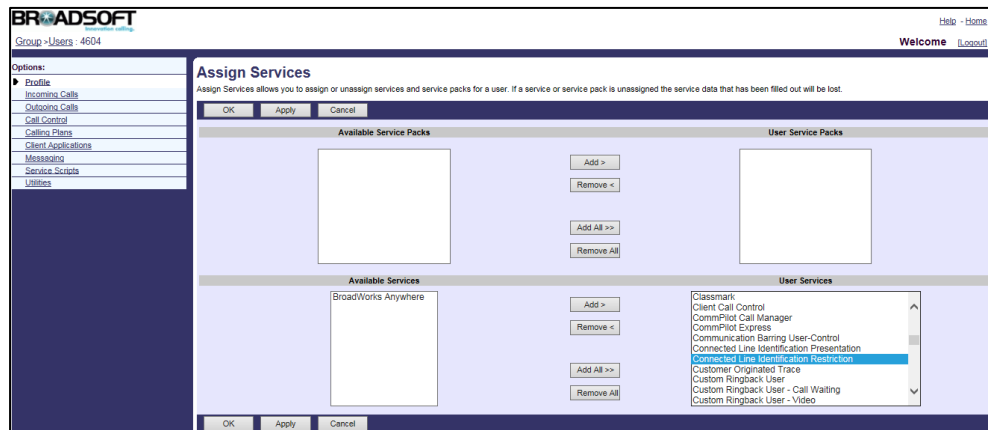 BROADSOFT
Innovative calling.
Help - Home
Group >Users : 4604
Welcome [Logout]
Options:
Profile
Incoming Calls
Outgoing Calls
Call Control
Calling Plans
Client Applications
Messaging
Service Scripts
Utilities
Assign Services
Assign Services allows you to assign or unassign services and service packs for a user. If a service or service pack is unassigned the service data that has been filled out will be lost.
OK Apply Cancel
Available Service Packs
User Service Packs
Add >
Remove <
Add All >>
Remove All
Available Services
User Services
BroadWorks Anywhere
Add >
Remove <
Add All >>
Remove All
Classmark
Client Call Control
CommPilot Call Manager
CommPilot Express
Communication Barring User-Control
Connected Line Identification Presentation
Connected Line Identification Restriction
Customer Originated Trace
Custom Ringback User
Custom Ringback User - Call Waiting
Custom Ringback User - Video
OK Apply Cancel